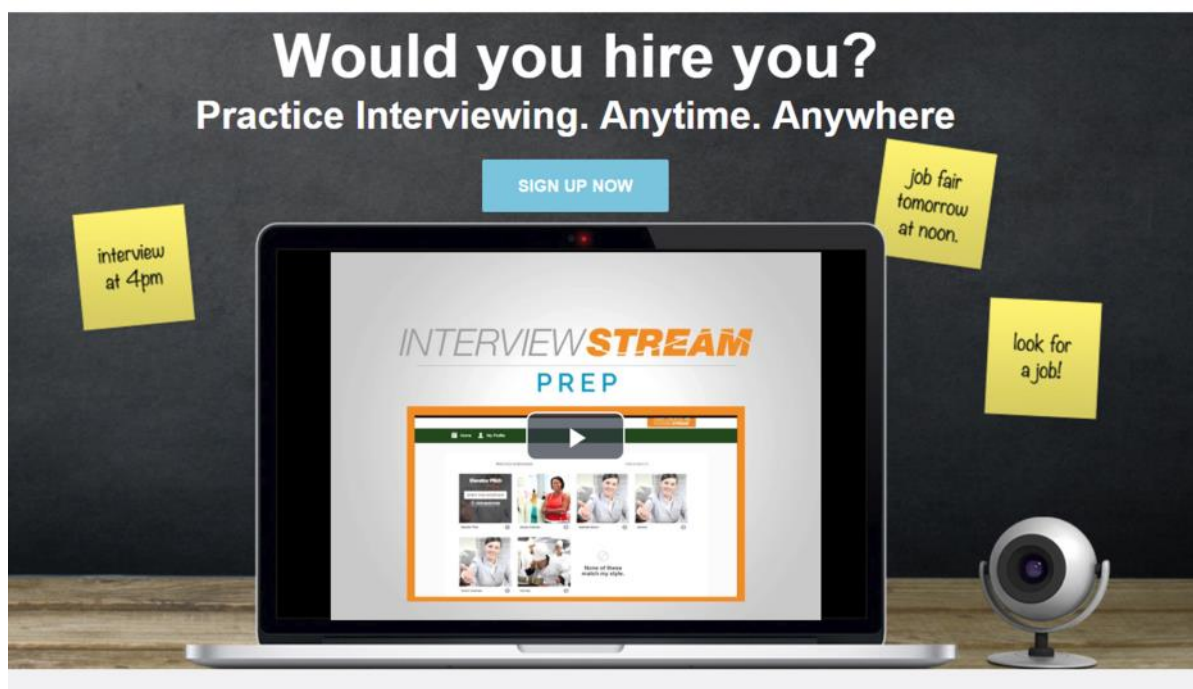 Would you hire you?
Practice Interviewing. Anytime. Anywhere
SIGN UP NOW
interview
at 4pm
job fair
tomorrow
at noon.
look for
a job!
INTERVIEWSTREAM
PREP
Home My Profile
None of these
match my style.